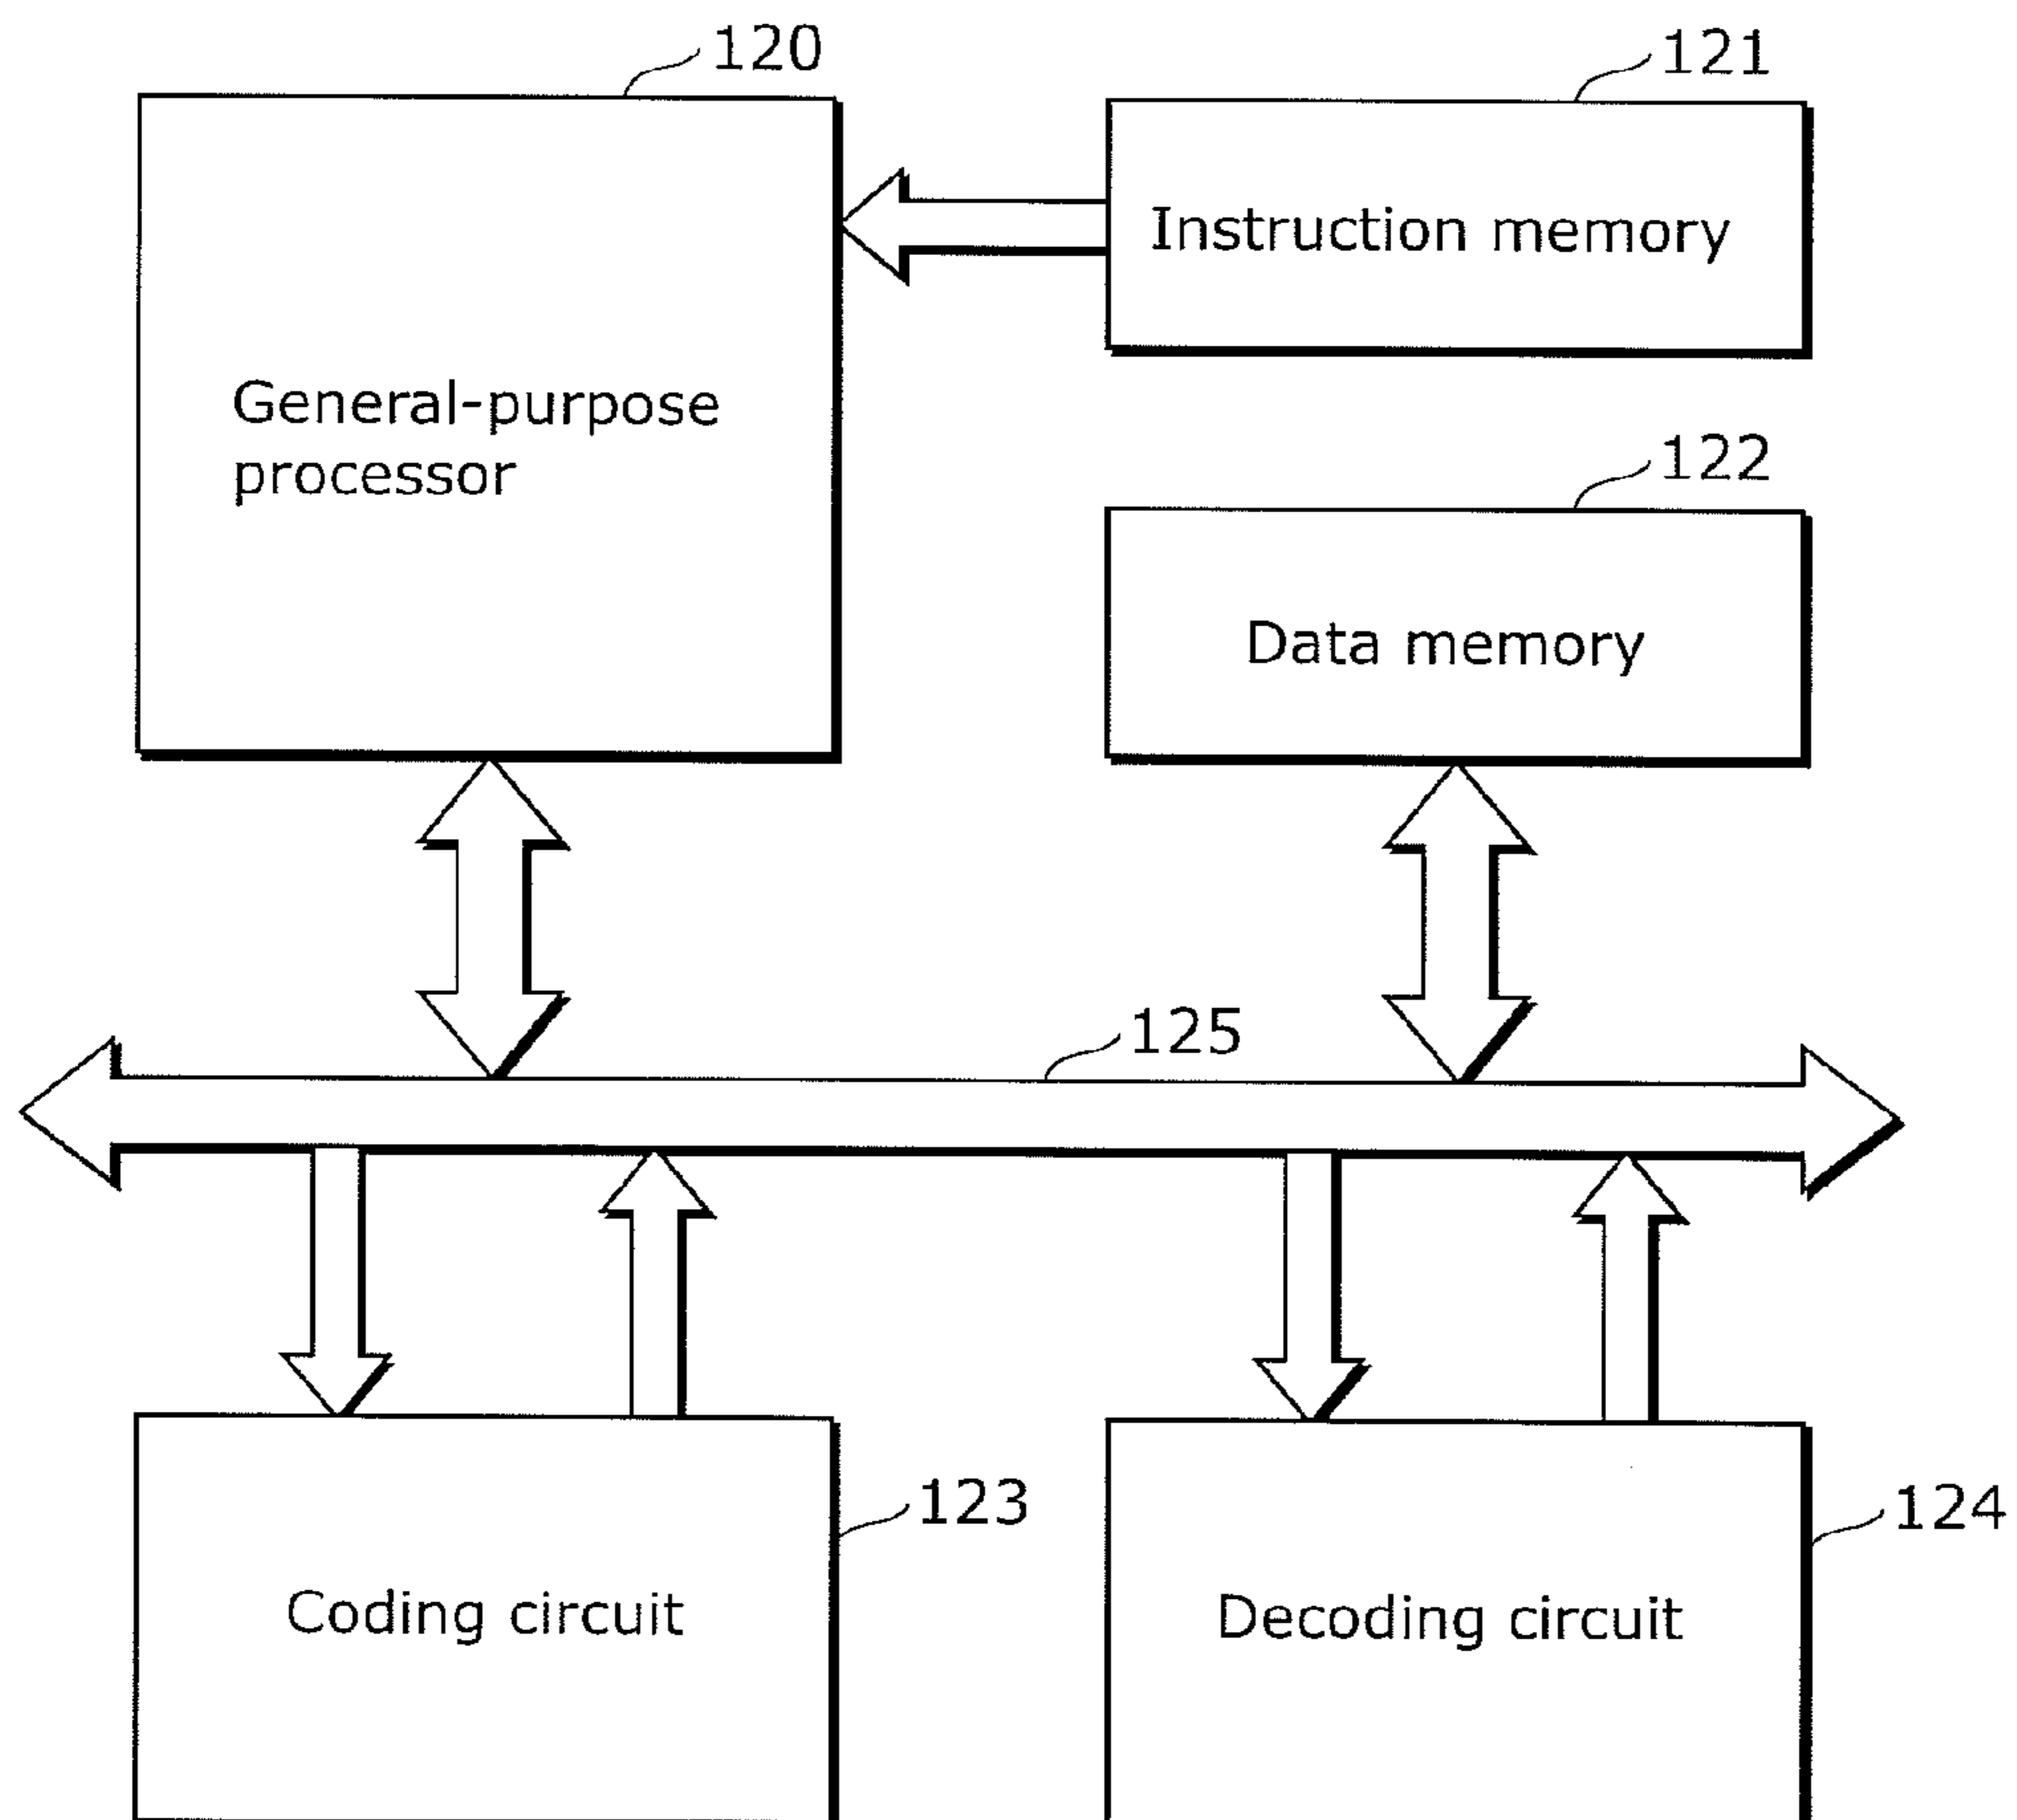 120
121
Instruction memory
General-purpose
processor
122
Data memory
125
123
124
Coding circuit
Decoding circuit